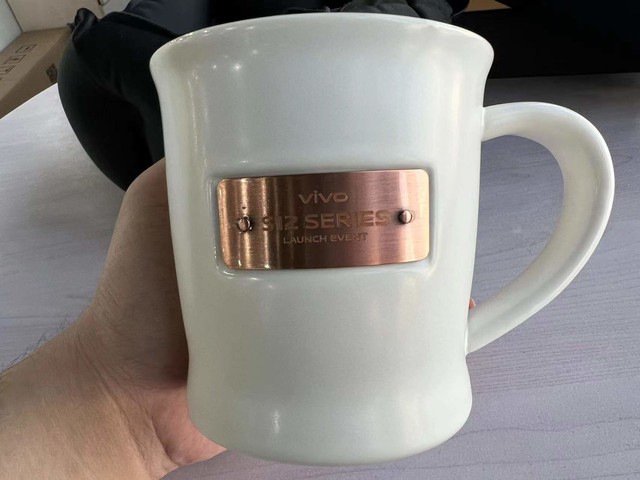 vivo
S12 SERIES
LAUNCH EVENT